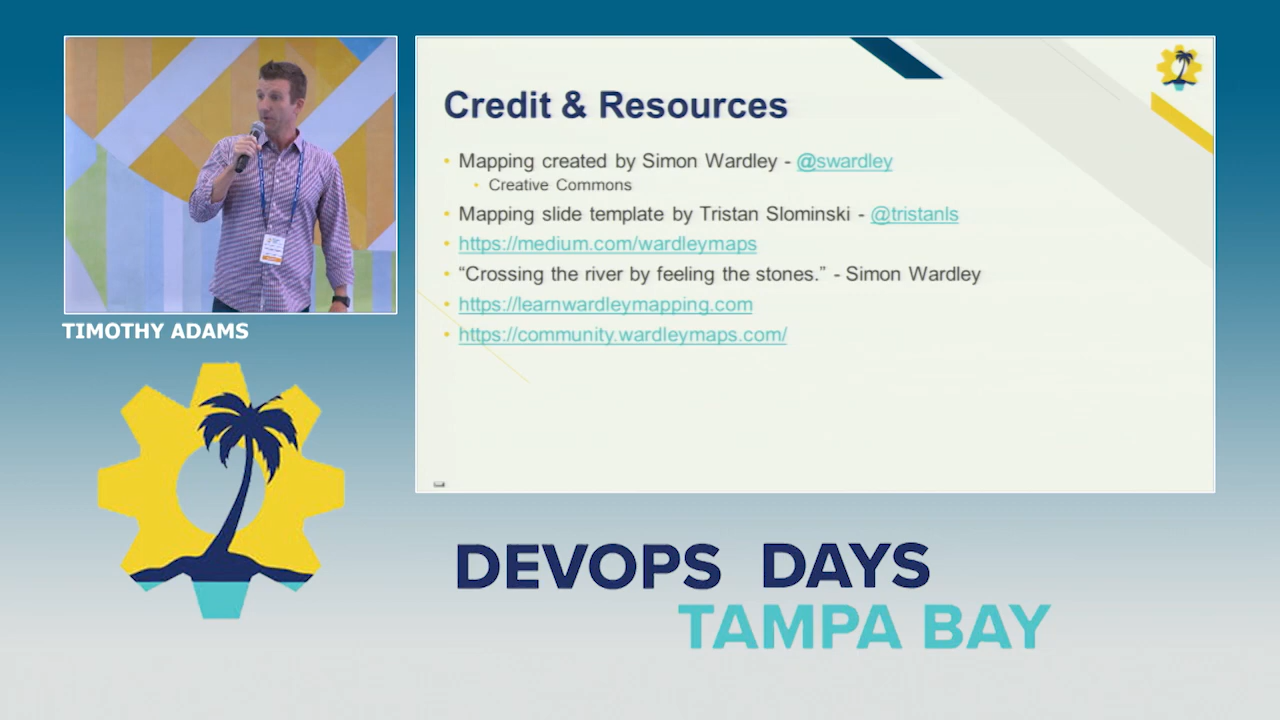 Credit & Resources
Mapping created by Simon Wardley - @swardley
Creative Commons
Mapping slide template by Tristan Slominski - @tristanls
https://medium.com/wardleymaps
“Crossing the river by feeling the stones.” - Simon Wardley
https://learnwardleymapping.com
https://community.wardleymaps.com/
TIMOTHY ADAMS
DEVOPS DAYS
TAMPA BAY